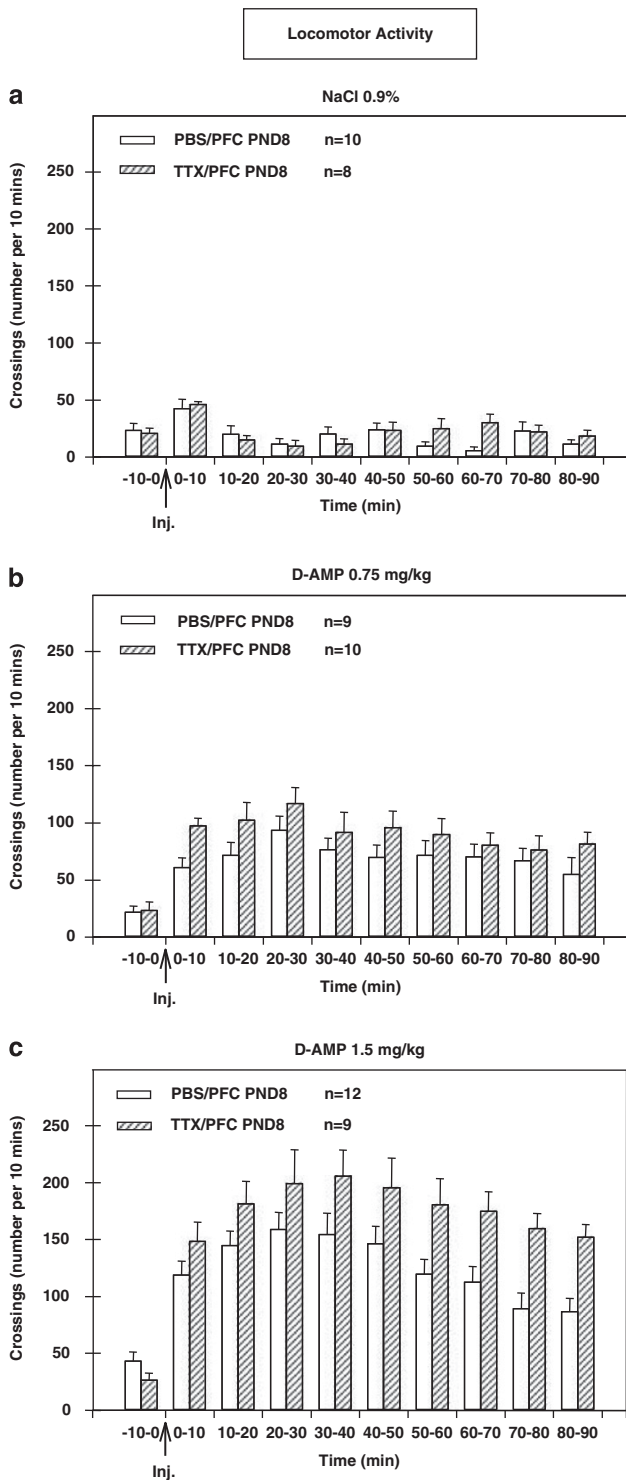 Locomotor Activity
a
NaCl 0.9%
PBS/PFC PND8 n=10
TTX/PFC PND8 n=8
Crossings (number per 10 mins)
250
200
150
100
50
0
-10-0 0-10 10-20 20-30 30-40 40-50 50-60 60-70 70-80 80-90
Time (min)
Inj.
b
D-AMP 0.75 mg/kg
PBS/PFC PND8 n=9
TTX/PFC PND8 n=10
Crossings (number per 10 mins)
250
200
150
100
50
0
-10-0 0-10 10-20 20-30 30-40 40-50 50-60 60-70 70-80 80-90
Time (min)
Inj.
c
D-AMP 1.5 mg/kg
PBS/PFC PND8 n=12
TTX/PFC PND8 n=9
Crossings (number per 10 mins)
250
200
150
100
50
0
-10-0 0-10 10-20 20-30 30-40 40-50 50-60 60-70 70-80 80-90
Time (min)
Inj.